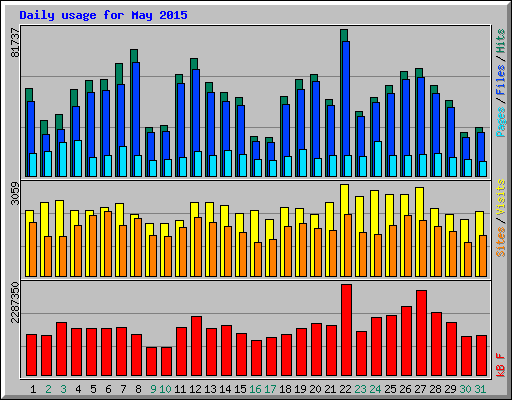 Daily usage for May 2015
81737
Pages / Files / Hits
3059
Sites / Visits
2287350
kB F
1 2 3 4 5 6 7 8 9 10 11 12 13 14 15 16 17 18 19 20 21 22 23 24 25 26 27 28 29 30 31